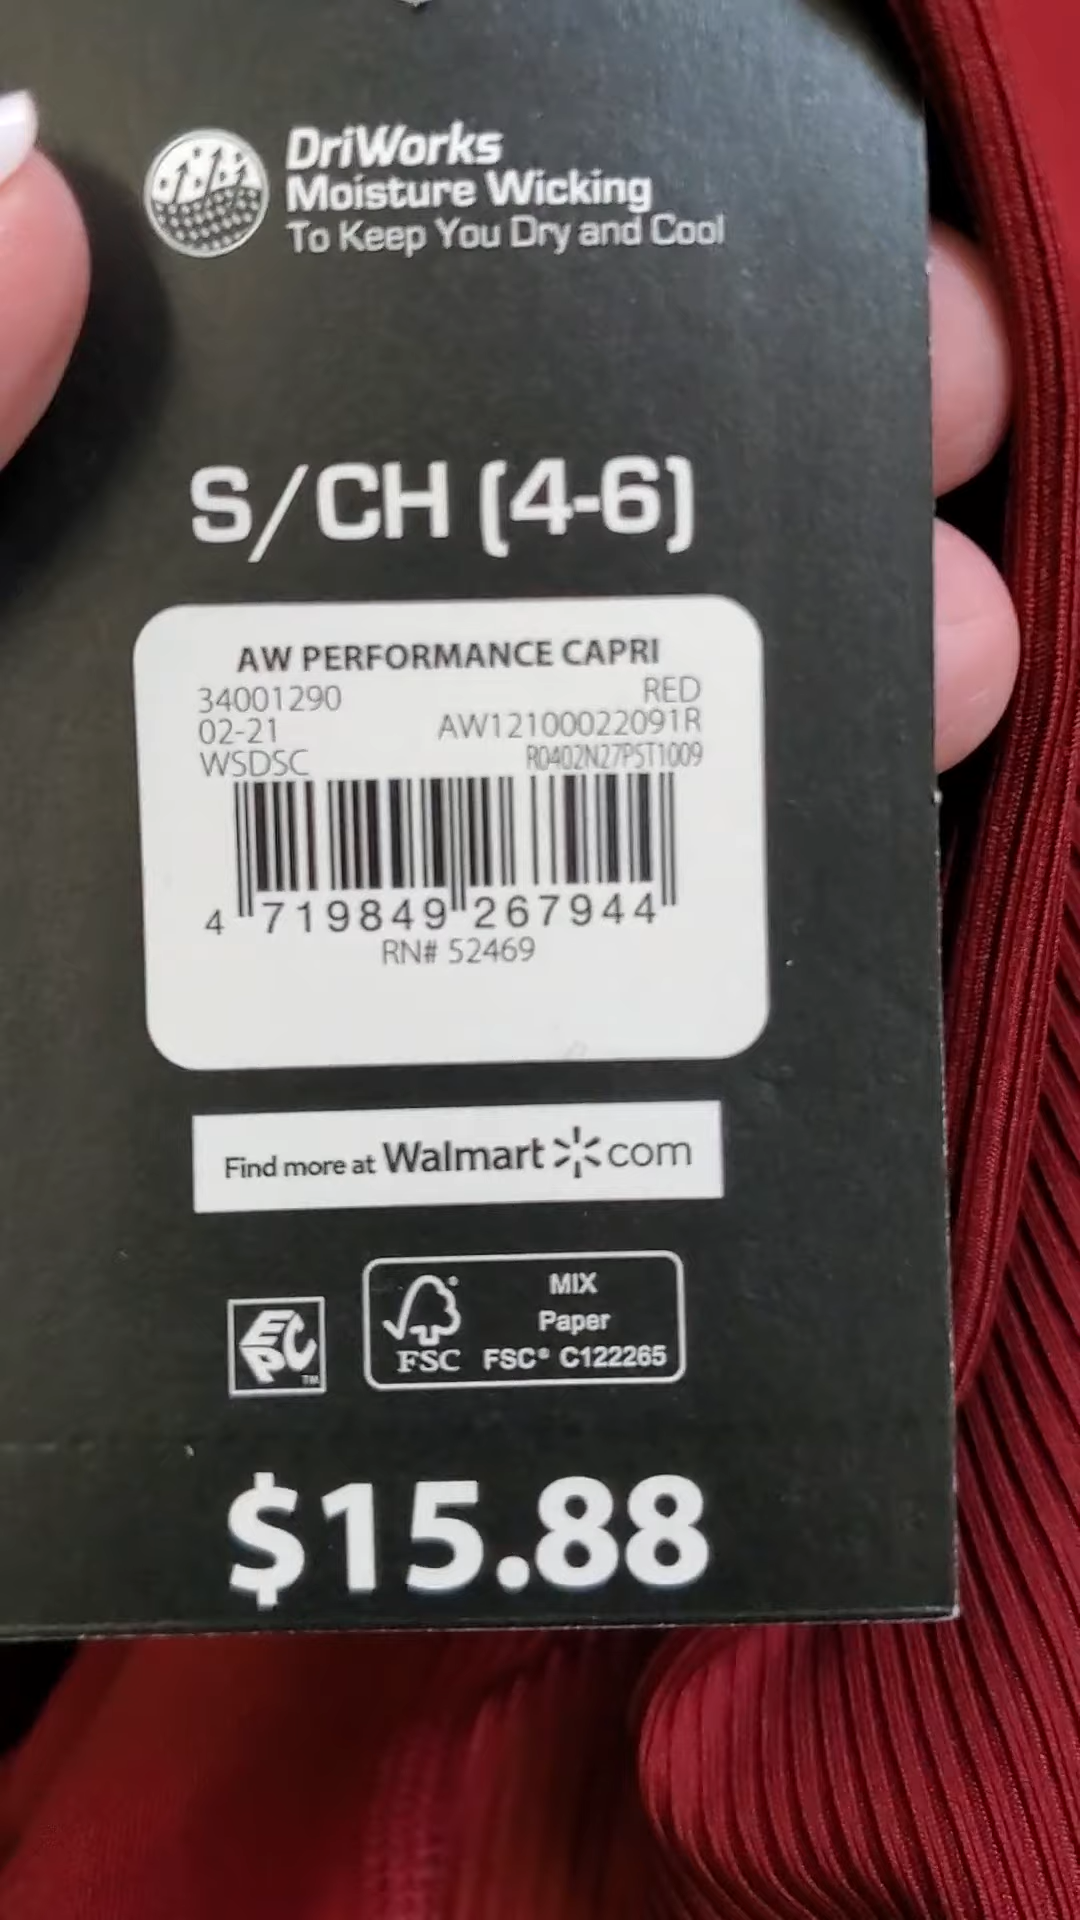 DriWorks
Moisture Wicking
To Keep You Dry and Cool
S/CH (4-6)
AW PERFORMANCE CAPRI
34001290 RED
02-21 AW12100022091R
WSDSC R0402N27PST1009
4 719849 267944
RN# 52469
Find more at Walmart com
EPC TM
MIX
Paper
FSC FSC® C122265
$15.88